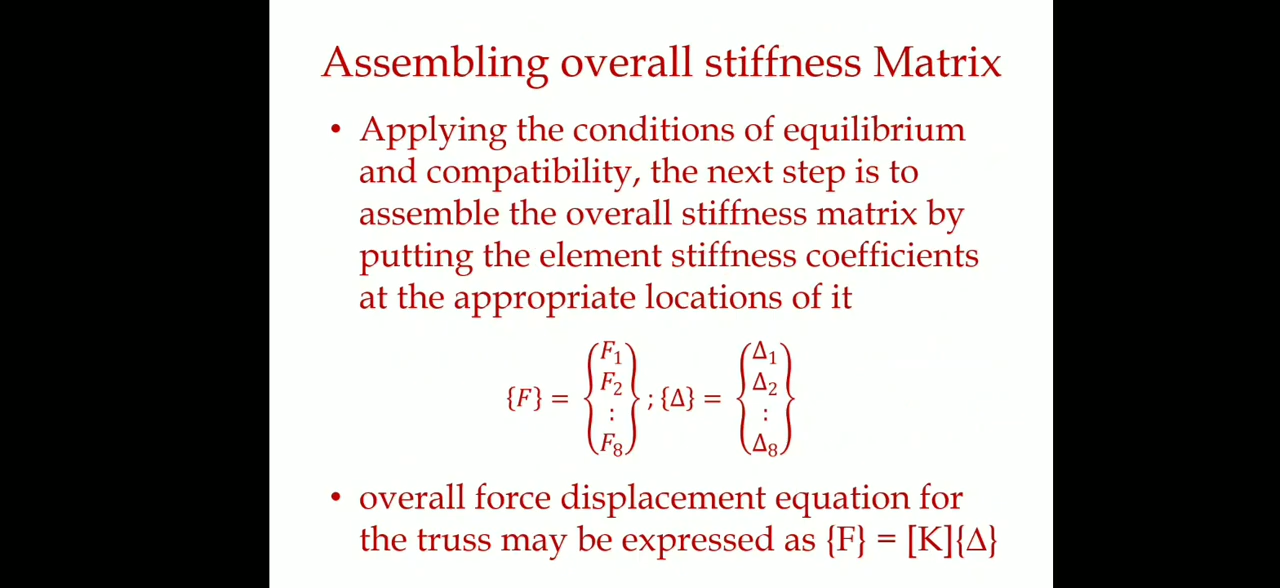 Assembling overall stiffness Matrix
• Applying the conditions of equilibrium
and compatibility, the next step is to
assemble the overall stiffness matrix by
putting the element stiffness coefficients
at the appropriate locations of it
{F} = {F₁ F₂ : F₈} ; {Δ} = {Δ₁ Δ₂ : Δ₈}
• overall force displacement equation for
the truss may be expressed as {F} = [K]{Δ}